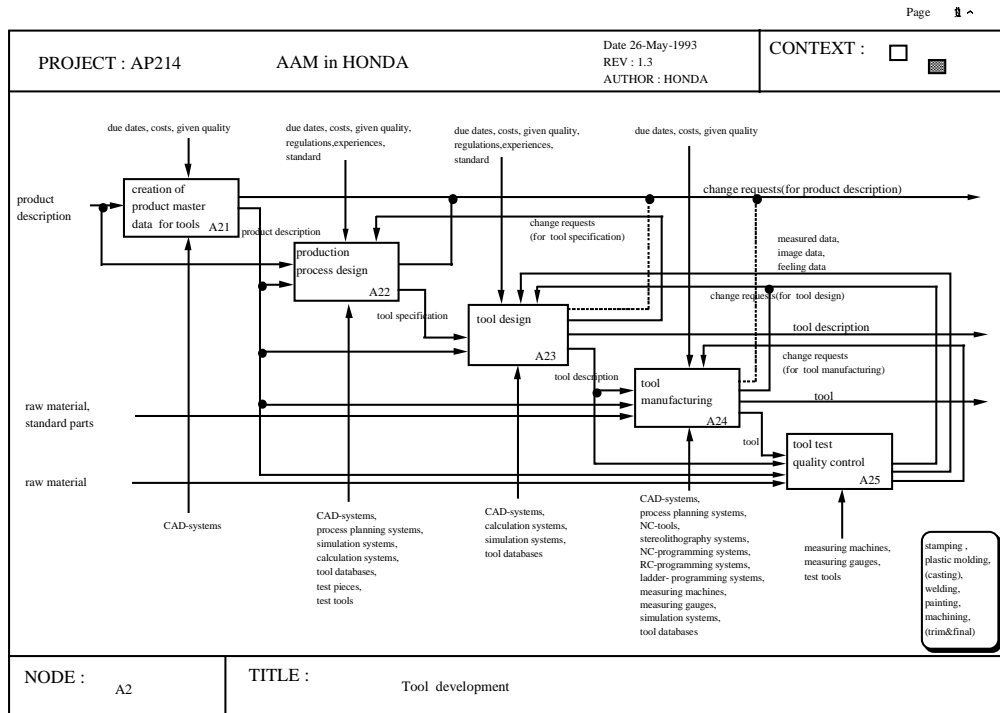 Page
PROJECT : AP214
AAM in HONDA
Date 26-May-1993
REV : 1.3
AUTHOR : HONDA
CONTEXT :
due dates, costs, given quality
due dates, costs, given quality,
regulations,experiences,
standard
due dates, costs, given quality,
regulations,experiences,
standard
due dates, costs, given quality
product
description
creation of
product master
data for tools
A21
change requests(for product description)
product description
change requests
(for tool specification)
measured data,
image data,
feeling data
production
process design
A22
tool specification
change requests(for tool design)
tool design
A23
tool description
tool description
change requests
(for tool manufacturing)
tool
manufacturing
A24
tool
raw material,
standard parts
tool
tool test
quality control
A25
raw material
CAD-systems
CAD-systems,
process planning systems,
simulation systems,
calculation systems,
tool databases,
test pieces,
test tools
CAD-systems,
calculation systems,
simulation systems,
tool databases
CAD-systems,
process planning systems,
NC-tools,
stereolithography systems,
NC-programming systems,
RC-programming systems,
ladder- programming systems,
measuring machines,
measuring gauges,
simulation systems,
tool databases
measuring machines,
measuring gauges,
test tools
stamping ,
plastic molding,
(casting),
welding,
painting,
machining,
(trim&final)
NODE :
A2
TITLE :
Tool development